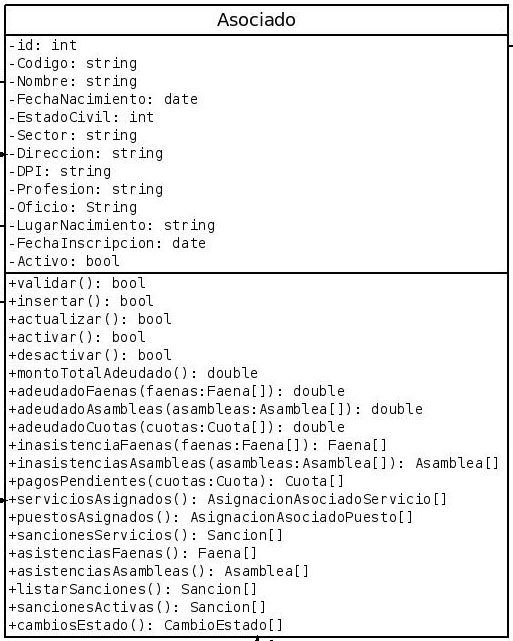 Asociado
-id: int
-Codigo: string
-Nombre: string
-FechaNacimiento: date
-EstadoCivil: int
-Sector: string
-Direccion: string
-DPI: string
-Profesion: string
-Oficio: String
-LugarNacimiento: string
-FechaInscripcion: date
-Activo: bool
+validar(): bool
+insertar(): bool
+actualizar(): bool
+activar(): bool
+desactivar(): bool
+montoTotalAdeudado(): double
+adeudadoFaenas(faenas:Faena[]): double
+adeudadoAsambleas(asambleas:Asamblea[]): double
+adeudadoCuotas(cuotas:Cuota[]): double
+inasistenciaFaenas(faenas:Faena[]): Faena[]
+inasistenciasAsambleas(asambleas:Asamblea[]): Asamblea[]
+pagosPendientes(cuotas:Cuota): Cuota[]
+serviciosAsignados(): AsignacionAsociadoServicio[]
+puestosAsignados(): AsignacionAsociadoPuesto[]
+sancionesServicios(): Sancion[]
+asistenciasFaenas(): Faena[]
+asistenciasAsambleas(): Asamblea[]
+listarSanciones(): Sancion[]
+sancionesActivas(): Sancion[]
+cambiosEstado(): CambioEstado[]